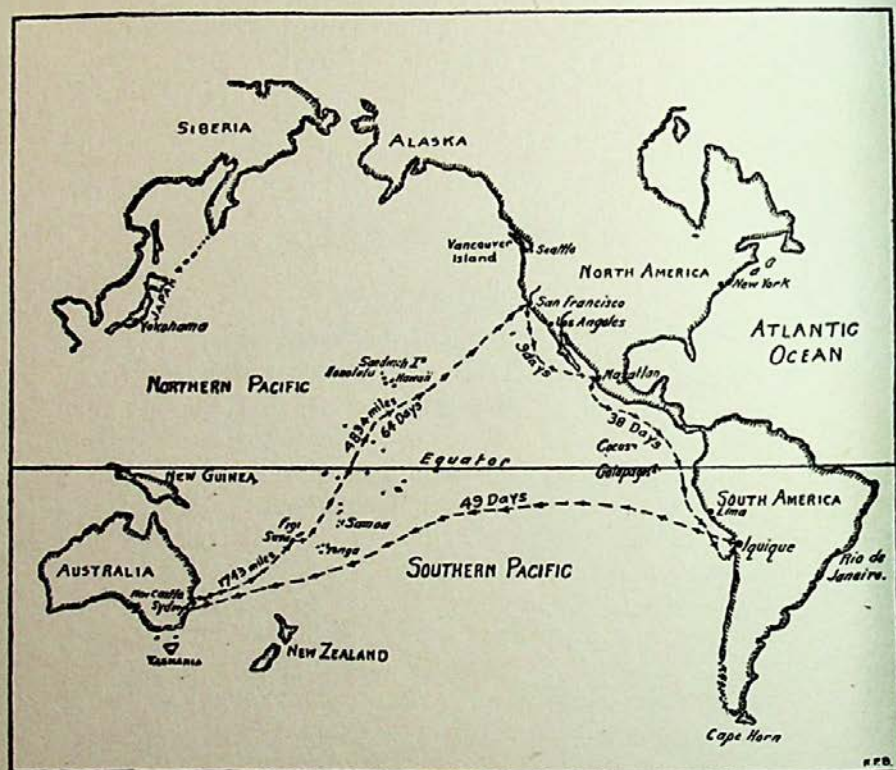 SIBERIA
ALASKA
Vancouver
Island
Seattle
NORTH AMERICA
New York
San Francisco
Los Angeles
ATLANTIC
OCEAN
JAPAN
Yokohama
NORTHERN PACIFIC
Sandwich Is
Honolulu
Hawaii
9 days
Mazatlan
4834 miles
64 Days
38 Days
Cocos
Galapagos
Equator
NEW GUINEA
SOUTH AMERICA
Lima
49 Days
Samoa
Tonga
1743 miles
Iquique
Rio de
Janeiro.
AUSTRALIA
SOUTHERN PACIFIC
Newcastle
Sydney
TASMANIA
NEW ZEALAND
Cape Horn